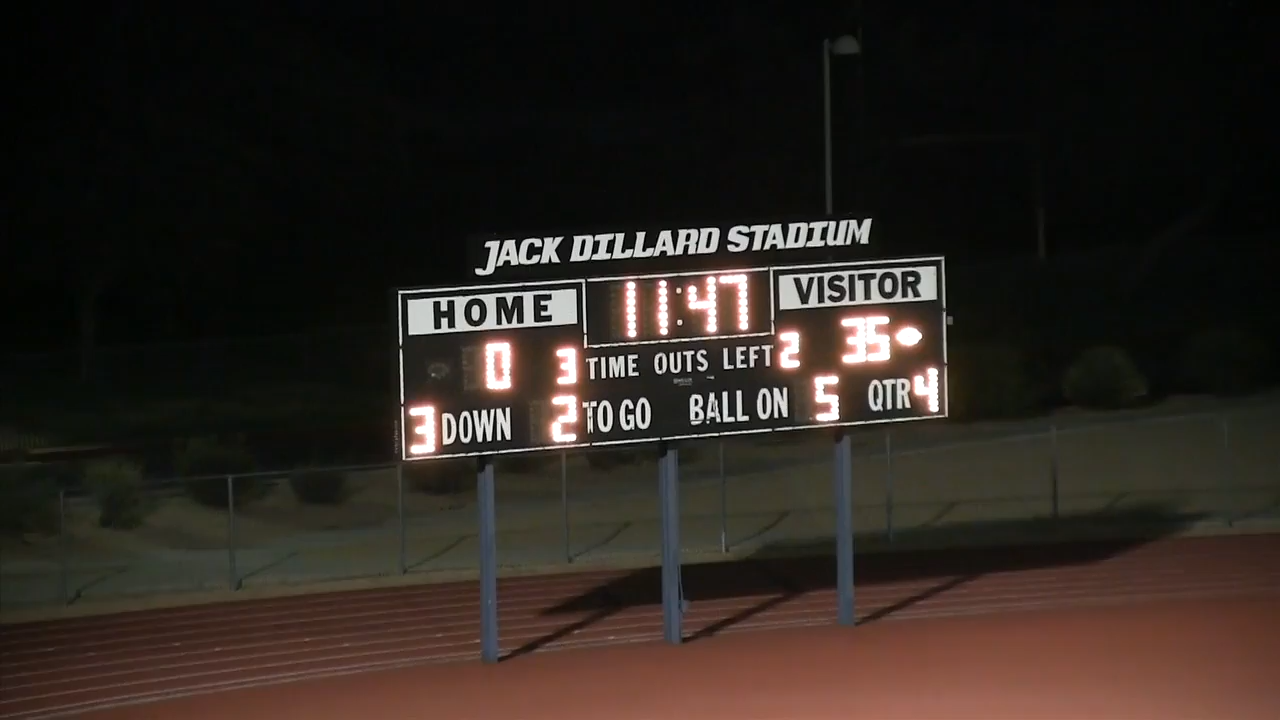 JACK DILLARD STADIUM
HOME 11:47 VISITOR
0 3 TIME OUTS LEFT 2 35
3 DOWN 2 TO GO BALL ON 5 QTR 4